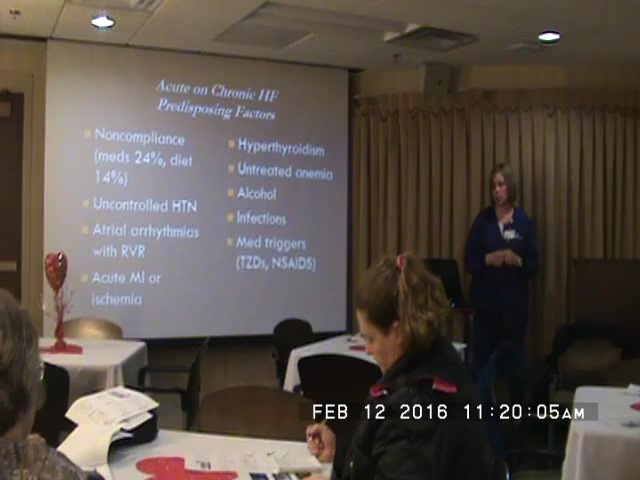 Acute on Chronic HF
Predisposing Factors
Noncompliance
(meds 24%, diet
14%)
Uncontrolled HTN
Atrial arrhythmias
with RVR
Acute MI or
ischemia
Hyperthyroidism
Untreated anemia
Alcohol
Infections
Med triggers
(TZDs, NSAIDS)
FEB 12 2016 11:20:05AM